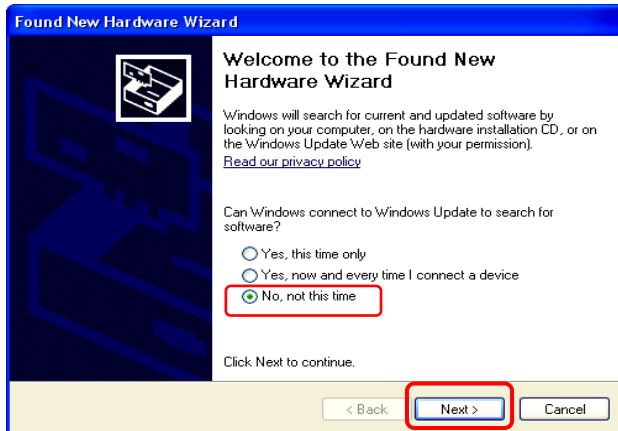 Found New Hardware Wizard
Welcome to the Found New
Hardware Wizard
Windows will search for current and updated software by
looking on your computer, on the hardware installation CD, or on
the Windows Update Web site (with your permission).
Read our privacy policy
Can Windows connect to Windows Update to search for
software?
Yes, this time only
Yes, now and every time I connect a device
No, not this time
Click Next to continue.
< Back
Next >
Cancel